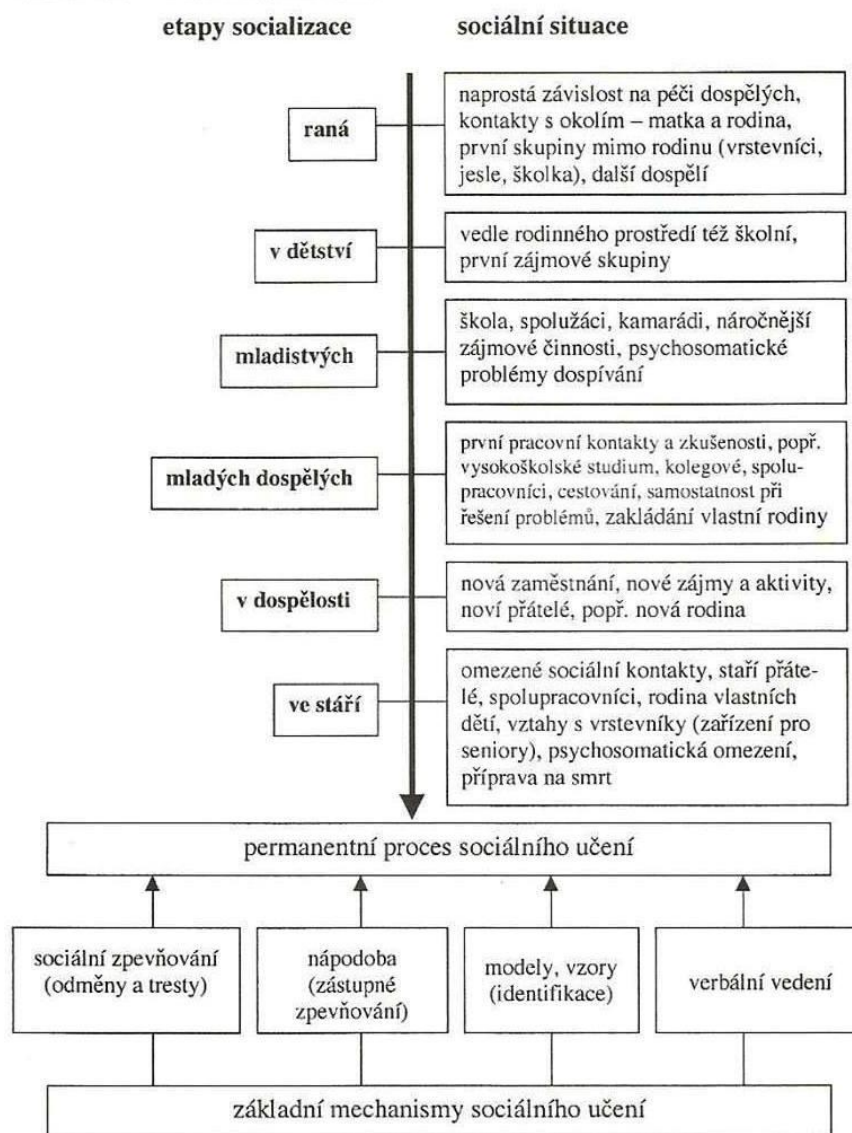 etapy socializace
sociální situace
raná
naprostá závislost na péči dospělých,
kontakty s okolím – matka a rodina,
první skupiny mimo rodinu (vrstevníci,
jesle, školka), další dospělí
v dětství
vedle rodinného prostředí též školní,
první zájmové skupiny
mladistvých
škola, spolužáci, kamarádi, náročnější
zájmové činnosti, psychosomatické
problémy dospívání
mladých dospělých
první pracovní kontakty a zkušenosti, popř.
vysokoškolské studium, kolegové, spolu-
pracovníci, cestování, samostatnost při
řešení problémů, zakládání vlastní rodiny
v dospělosti
nová zaměstnání, nové zájmy a aktivity,
noví přátelé, popř. nová rodina
ve stáří
omezené sociální kontakty, staří přáte-
lé, spolupracovníci, rodina vlastních
dětí, vztahy s vrstevníky (zařízení pro
seniory), psychosomatická omezení,
příprava na smrt
permanentní proces sociálního učení
sociální zpevňování
(odměny a tresty)
nápodoba
(zástupné
zpevňování)
modely, vzory
(identifikace)
verbální vedení
základní mechanismy sociálního učení